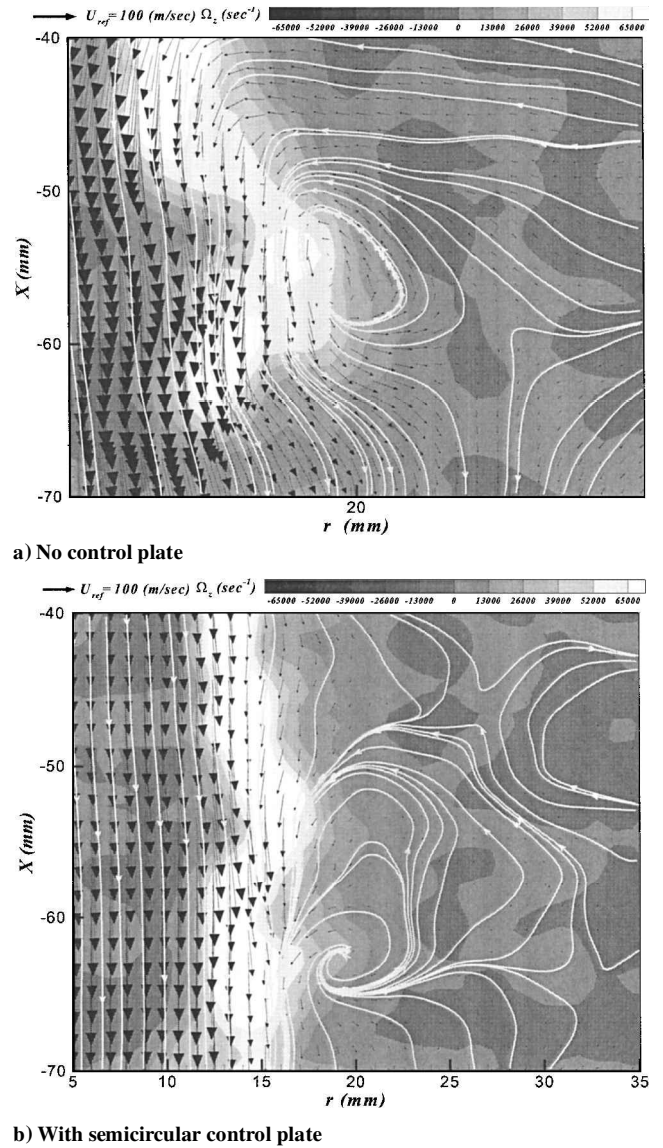 U_ref = 100 (m/sec) Ω_z (sec⁻¹)
-65000 -52000 -39000 -26000 -13000 0 13000 26000 39000 52000 65000
-40
-50
-60
-70
X (mm)
20
r (mm)
a) No control plate
U_ref = 100 (m/sec) Ω_z (sec⁻¹)
-65000 -52000 -39000 -26000 -13000 0 13000 26000 39000 52000 65000
-40
-50
-60
-70
X (mm)
5 10 15 20 25 30 35
r (mm)
b) With semicircular control plate